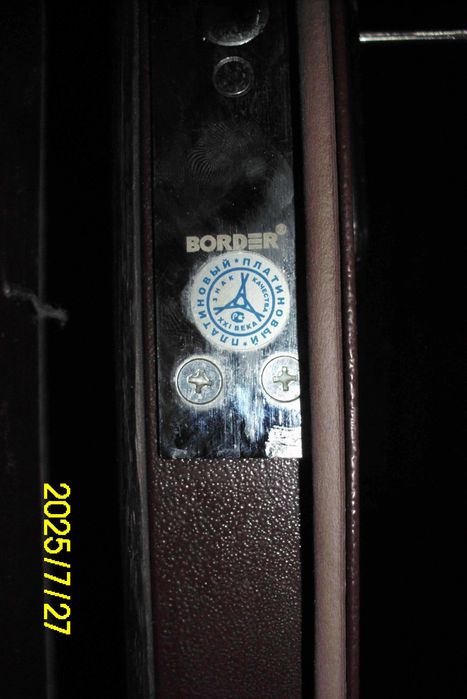 BORDER®
ПЛАТИНОВЫЙ * ПЛАТИНОВЫЙ *
ЗНАК КАЧЕСТВА
XXI ВЕКА
2025/7/27